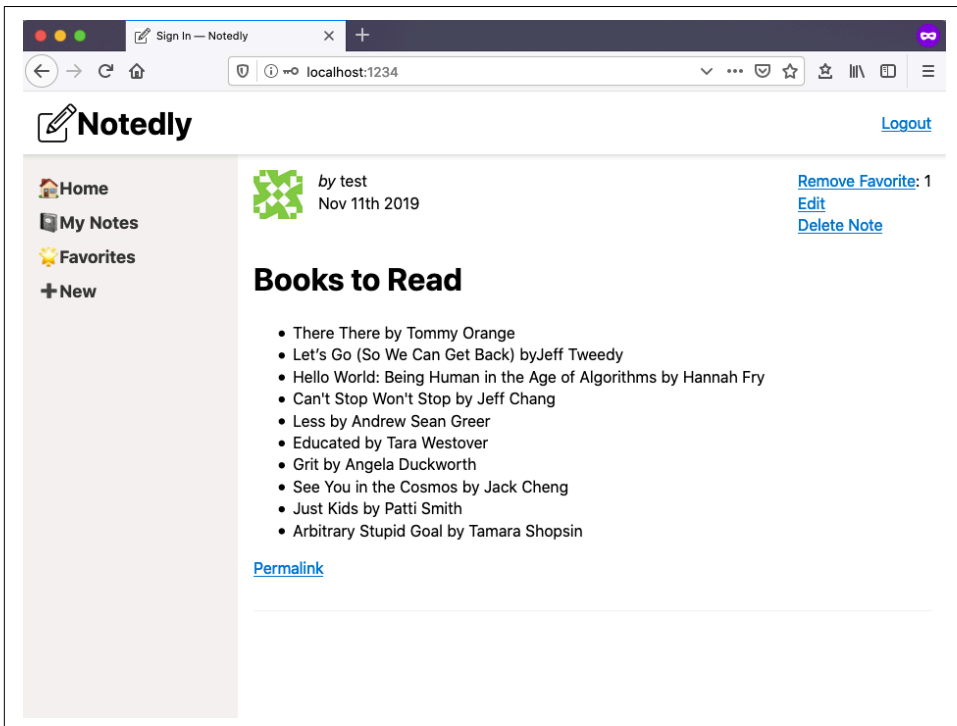 Sign In — Notedly
localhost:1234
Notedly
Logout
Home
My Notes
Favorites
New
by test
Nov 11th 2019
Remove Favorite: 1
Edit
Delete Note
Books to Read
• There There by Tommy Orange
• Let’s Go (So We Can Get Back) byJeff Tweedy
• Hello World: Being Human in the Age of Algorithms by Hannah Fry
• Can't Stop Won't Stop by Jeff Chang
• Less by Andrew Sean Greer
• Educated by Tara Westover
• Grit by Angela Duckworth
• See You in the Cosmos by Jack Cheng
• Just Kids by Patti Smith
• Arbitrary Stupid Goal by Tamara Shopsin
Permalink